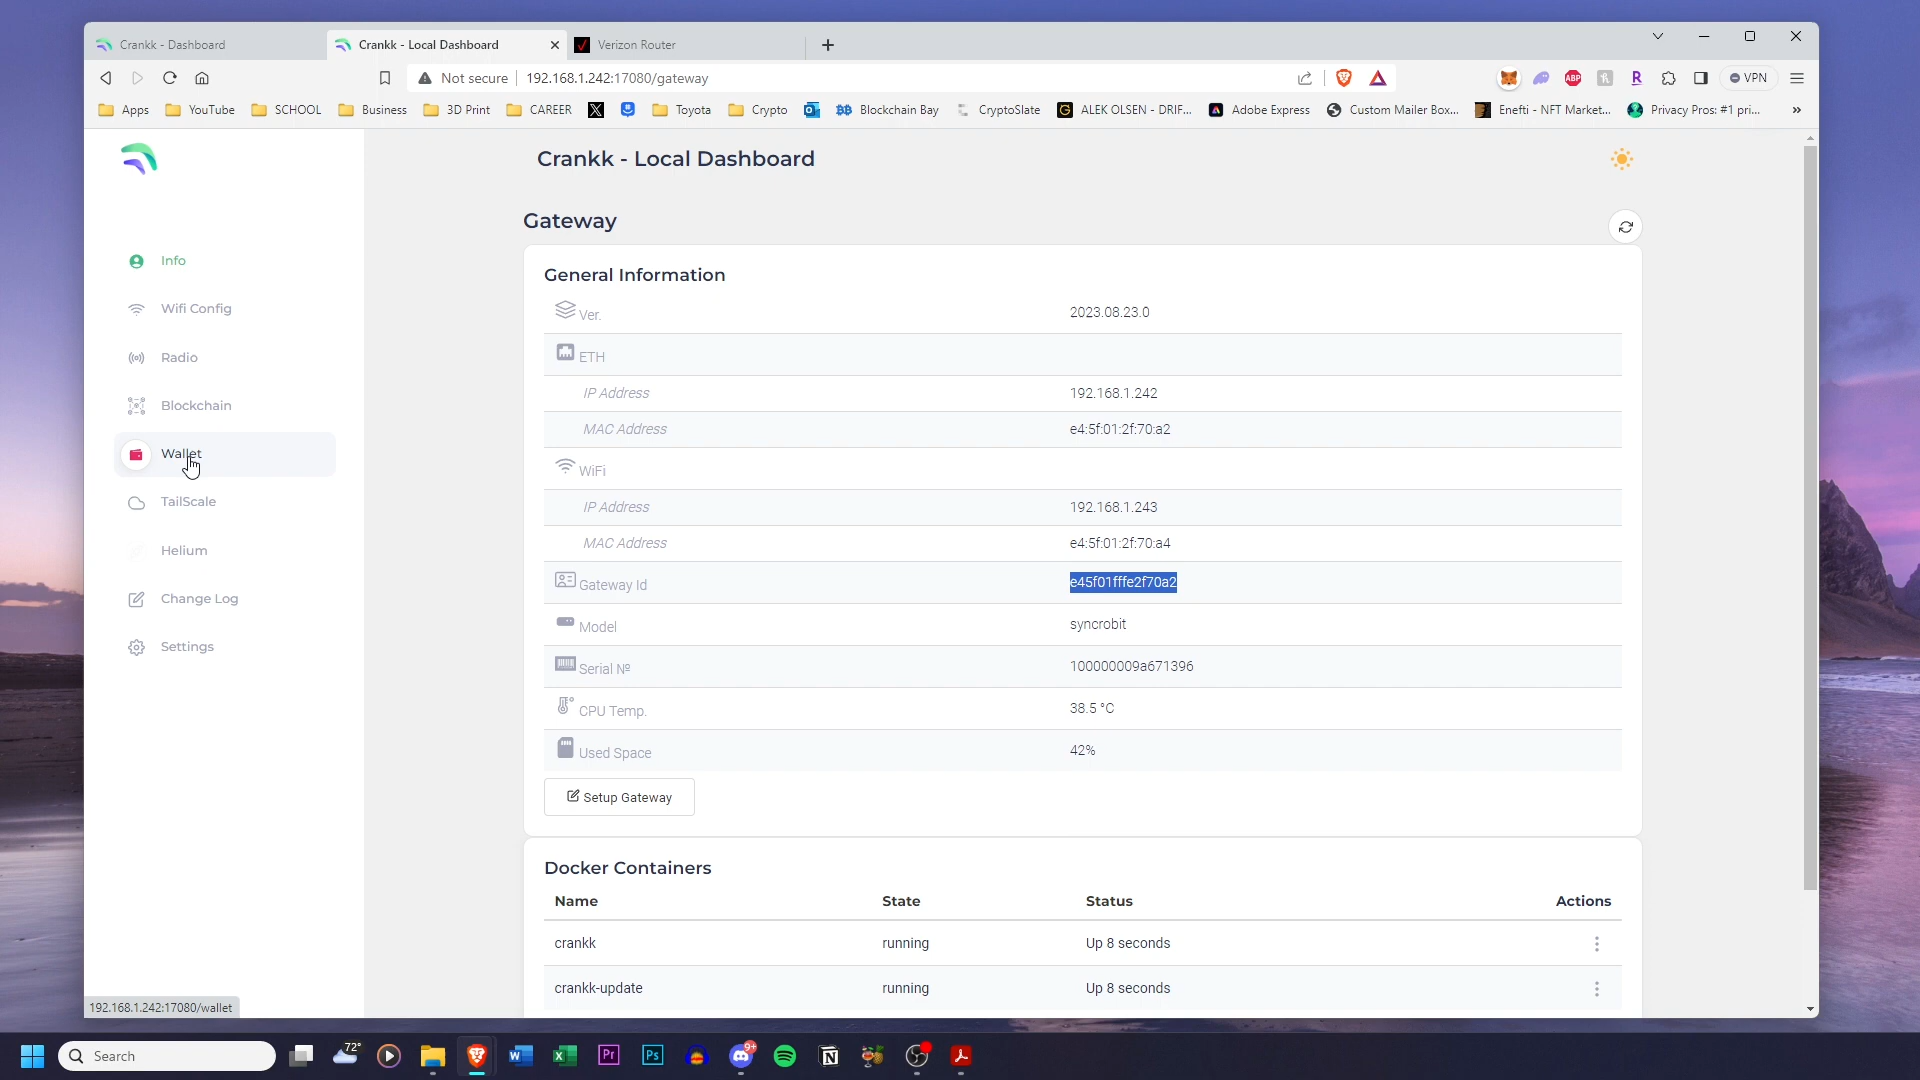 Crankk - Dashboard
Crankk - Local Dashboard
Verizon Router
Not secure
192.168.1.242:17080/gateway
VPN
Apps
YouTube
SCHOOL
Business
3D Print
CAREER
Toyota
Crypto
Blockchain Bay
CryptoSlate
ALEK OLSEN - DRIF...
Adobe Express
Custom Mailer Box...
Enefti - NFT Market...
Privacy Pros: #1 pri...
»
Crankk - Local Dashboard
Info
Wifi Config
Radio
Blockchain
Wallet
TailScale
Helium
Change Log
Settings
Gateway
General Information
Ver. 2023.08.23.0
ETH
IP Address 192.168.1.242
MAC Address e4:5f:01:2f:70:a2
WiFi
IP Address 192.168.1.243
MAC Address e4:5f:01:2f:70:a4
Gateway Id e45f01fffe2f70a2
Model syncrobit
Serial № 100000009a671396
CPU Temp. 38.5 °C
Used Space 42%
Setup Gateway
Docker Containers
Name State Status Actions
crankk running Up 8 seconds
crankk-update running Up 8 seconds
192.168.1.242:17080/wallet
Search
72°
Pr
Ps
9+